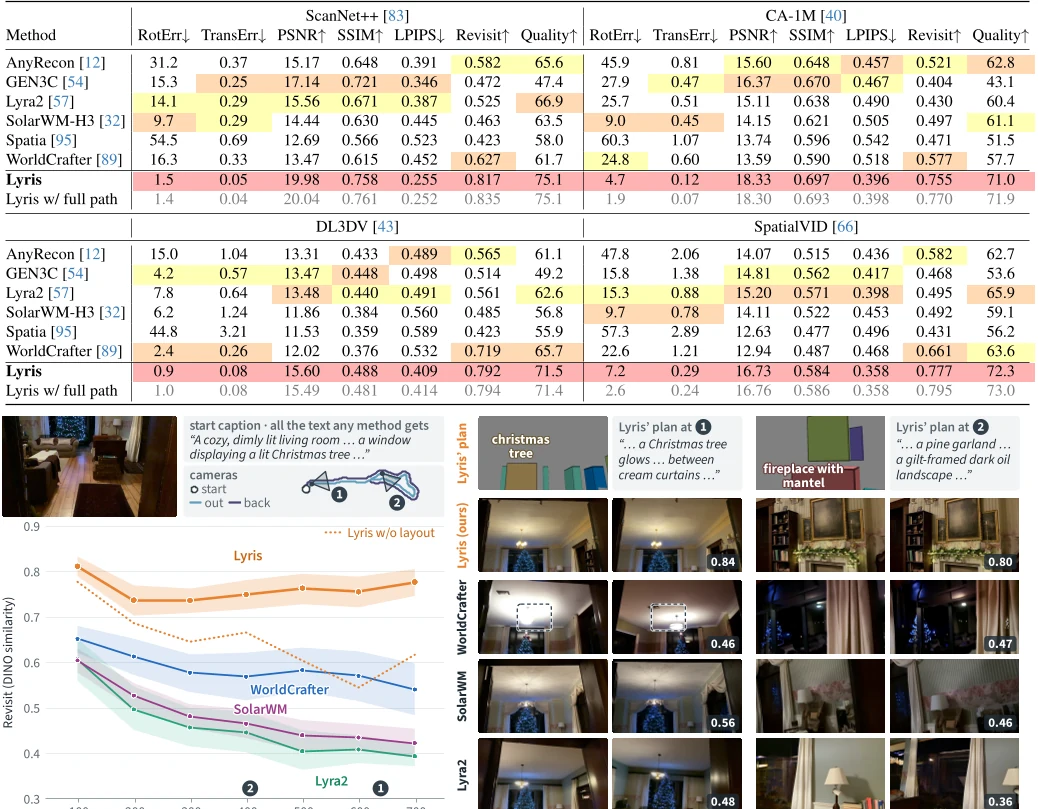 ScanNet++ [83] CA-1M [40]
Method RotErr↓ TransErr↓ PSNR↑ SSIM↑ LPIPS↓ Revisit↑ Quality↑ RotErr↓ TransErr↓ PSNR↑ SSIM↑ LPIPS↓ Revisit↑ Quality↑
AnyRecon [12] 31.2 0.37 15.17 0.648 0.391 0.582 65.6 45.9 0.81 15.60 0.648 0.457 0.521 62.8
GEN3C [54] 15.3 0.25 17.14 0.721 0.346 0.472 47.4 27.9 0.47 16.37 0.670 0.467 0.404 43.1
Lyra2 [57] 14.1 0.29 15.56 0.671 0.387 0.525 66.9 25.7 0.51 15.11 0.638 0.490 0.430 60.4
SolarWM-H3 [32] 9.7 0.29 14.44 0.630 0.445 0.463 63.5 9.0 0.45 14.15 0.621 0.505 0.497 61.1
Spatia [95] 54.5 0.69 12.69 0.566 0.523 0.423 58.0 60.3 1.07 13.74 0.596 0.542 0.471 51.5
WorldCrafter [89] 16.3 0.33 13.47 0.615 0.452 0.627 61.7 24.8 0.60 13.59 0.590 0.518 0.577 57.7
Lyris 1.5 0.05 19.98 0.758 0.255 0.817 75.1 4.7 0.12 18.33 0.697 0.396 0.755 71.0
Lyris w/ full path 1.4 0.04 20.04 0.761 0.252 0.835 75.1 1.9 0.07 18.30 0.693 0.398 0.770 71.9
DL3DV [43] SpatialVID [66]
AnyRecon [12] 15.0 1.04 13.31 0.433 0.489 0.565 61.1 47.8 2.06 14.07 0.515 0.436 0.582 62.7
GEN3C [54] 4.2 0.57 13.47 0.448 0.498 0.514 49.2 15.8 1.38 14.81 0.562 0.417 0.468 53.6
Lyra2 [57] 7.8 0.64 13.48 0.440 0.491 0.561 62.6 15.3 0.88 15.20 0.571 0.398 0.495 65.9
SolarWM-H3 [32] 6.2 1.24 11.86 0.384 0.560 0.485 56.8 9.7 0.78 14.11 0.522 0.453 0.492 59.1
Spatia [95] 44.8 3.21 11.53 0.359 0.589 0.423 55.9 57.3 2.89 12.63 0.477 0.496 0.431 56.2
WorldCrafter [89] 2.4 0.26 12.02 0.376 0.532 0.719 65.7 22.6 1.21 12.94 0.487 0.468 0.661 63.6
Lyris 0.9 0.08 15.60 0.488 0.409 0.792 71.5 7.2 0.24 16.73 0.584 0.358 0.777 72.3
Lyris w/ full path 1.0 0.08 15.49 0.481 0.414 0.794 71.4 2.6 0.29 16.76 0.586 0.358 0.795 73.0
start caption · all the text any method gets
“A cozy, dimly lit living room … a window
displaying a lit Christmas tree …”
cameras
start
out back
1
2
Lyris’ plan
christmas
tree
Lyris’ plan at 1
“… a Christmas tree
glows … between
cream curtains …”
fireplace with
mantel
Lyris’ plan at 2
“… a pine garland …
a gilt-framed dark oil
landscape …”
Revisit (DINO similarity)
0.9
0.8
0.7
0.6
0.5
0.4
0.3
Lyris w/o layout
Lyris
WorldCrafter
SolarWM
Lyra2
2
1
Lyris (ours)
0.84
0.80
WorldCrafter
0.46
0.47
SolarWM
0.56
0.46
Lyra2
0.48
0.36